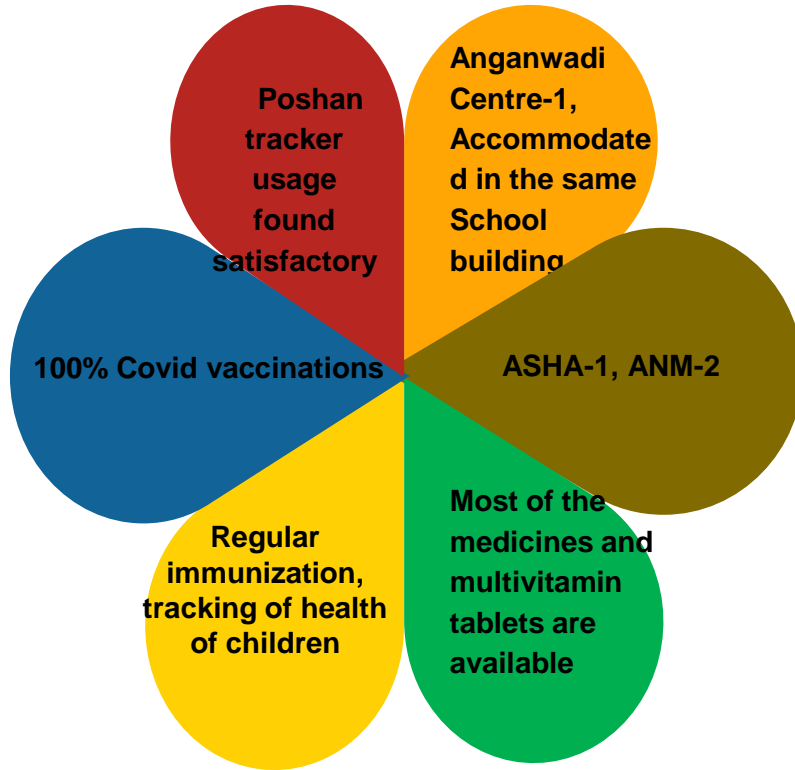 Poshan
tracker
usage
found
satisfactory
Anganwadi
Centre-1,
Accommodate
d in the same
School
building
ASHA-1, ANM-2
Most of the
medicines and
multivitamin
tablets are
available
Regular
immunization,
tracking of health
of children
100% Covid vaccinations